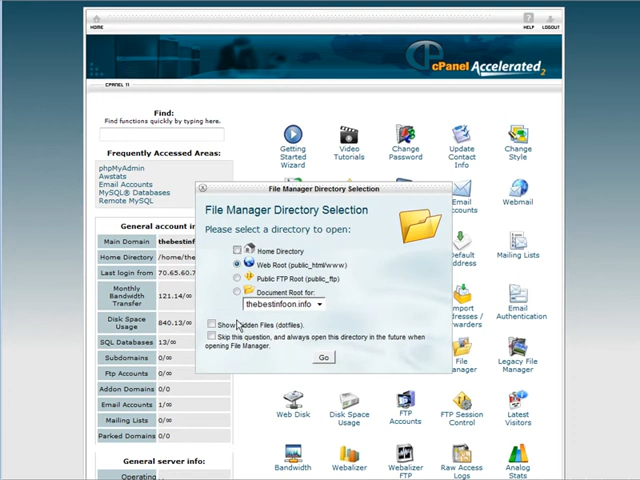 HOME
HELP
LOGOUT
cPanel Accelerated2
CPANEL 11
Find:
Find functions quickly by typing here.
Frequently Accessed Areas:
phpMyAdmin
Awstats
Email Accounts
MySQL® Databases
Remote MySQL
General account in
Main Domain thebestinf
Home Directory /home/the
Last login from 70.65.60.7
Monthly Bandwidth Transfer 121.14/∞
Disk Space Usage 840.13/∞
SQL Databases 13/∞
Subdomains 0/∞
Ftp Accounts 0/∞
Addon Domains 0/0
Email Accounts 1/∞
Mailing Lists 0/∞
Parked Domains 0/0
General server info:
Operating
Getting Started Wizard
Video Tutorials
Change Password
Update Contact Info
Change Style
Email Accounts
Webmail
Default Address
Mailing Lists
Import Addresses / Forwarders
Email Authentication
File Manager
Legacy File Manager
Web Disk
Disk Space Usage
FTP Accounts
FTP Session Control
Latest Visitors
Bandwidth
Webalizer
Webalizer FTP
Raw Access Logs
Analog Stats
File Manager Directory Selection
File Manager Directory Selection
Please select a directory to open:
Home Directory
Web Root (public_html/www)
Public FTP Root (public_ftp)
Document Root for:
thebestinfoon.info
Show Hidden Files (dotfiles).
Skip this question, and always open this directory in the future when
opening File Manager.
Go